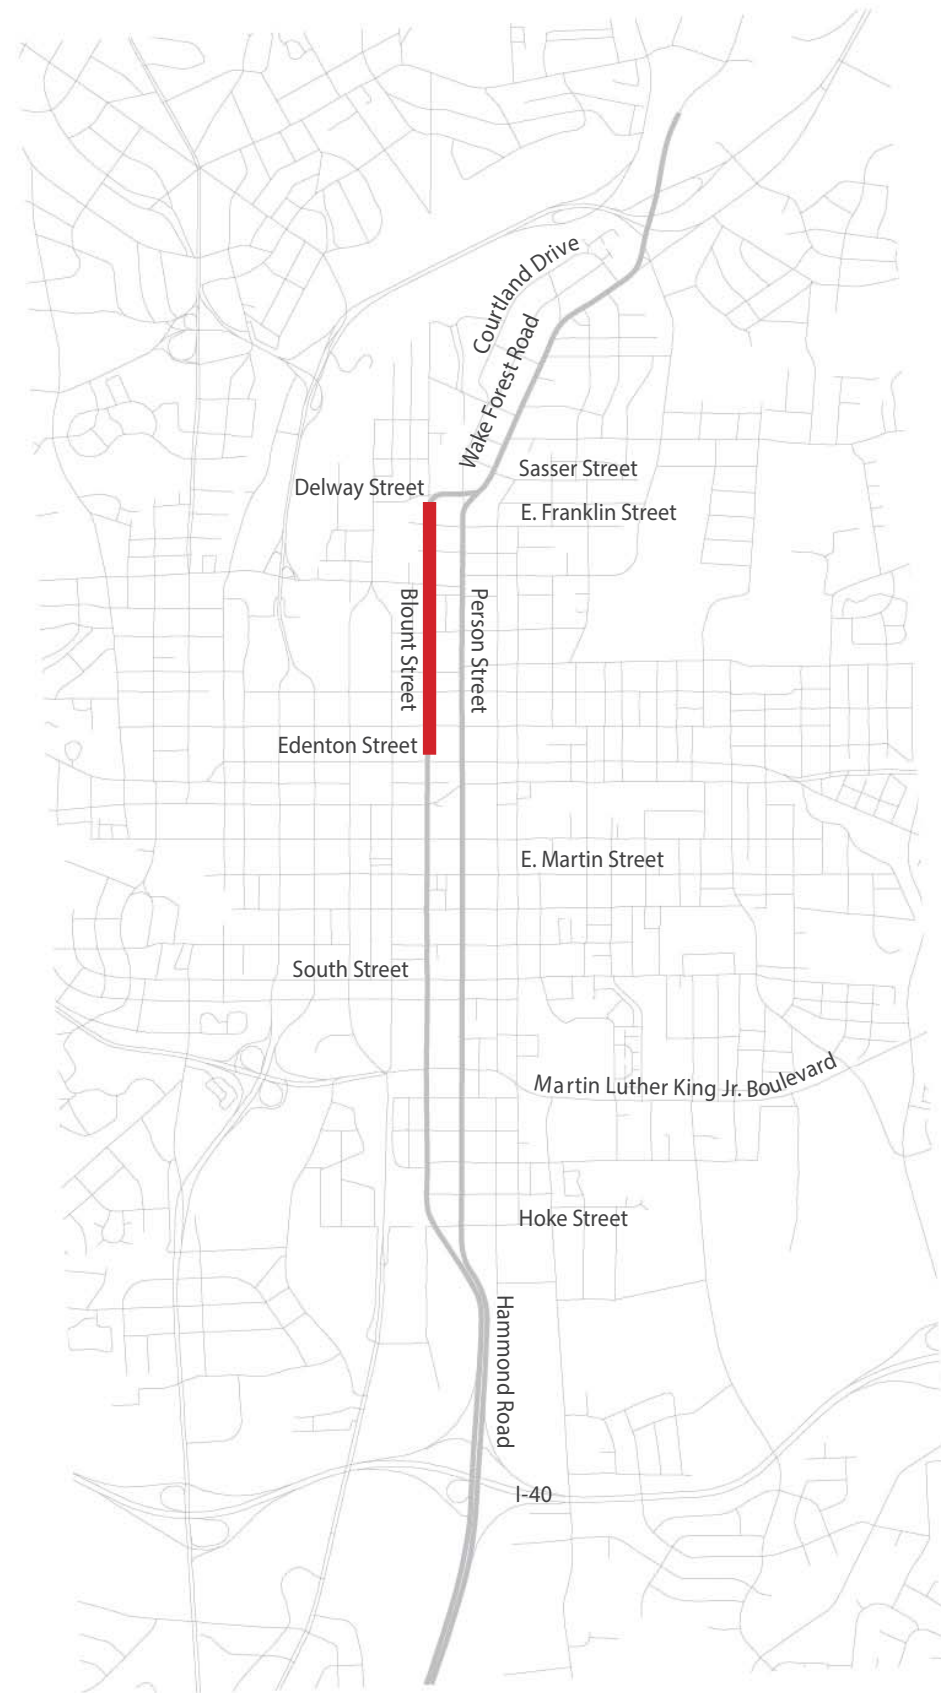 Courtland Drive
Wake Forest Road
Sasser Street
Delway Street
E. Franklin Street
Blount Street
Person Street
Edenton Street
E. Martin Street
South Street
Martin Luther King Jr. Boulevard
Hoke Street
Hammond Road
I-40